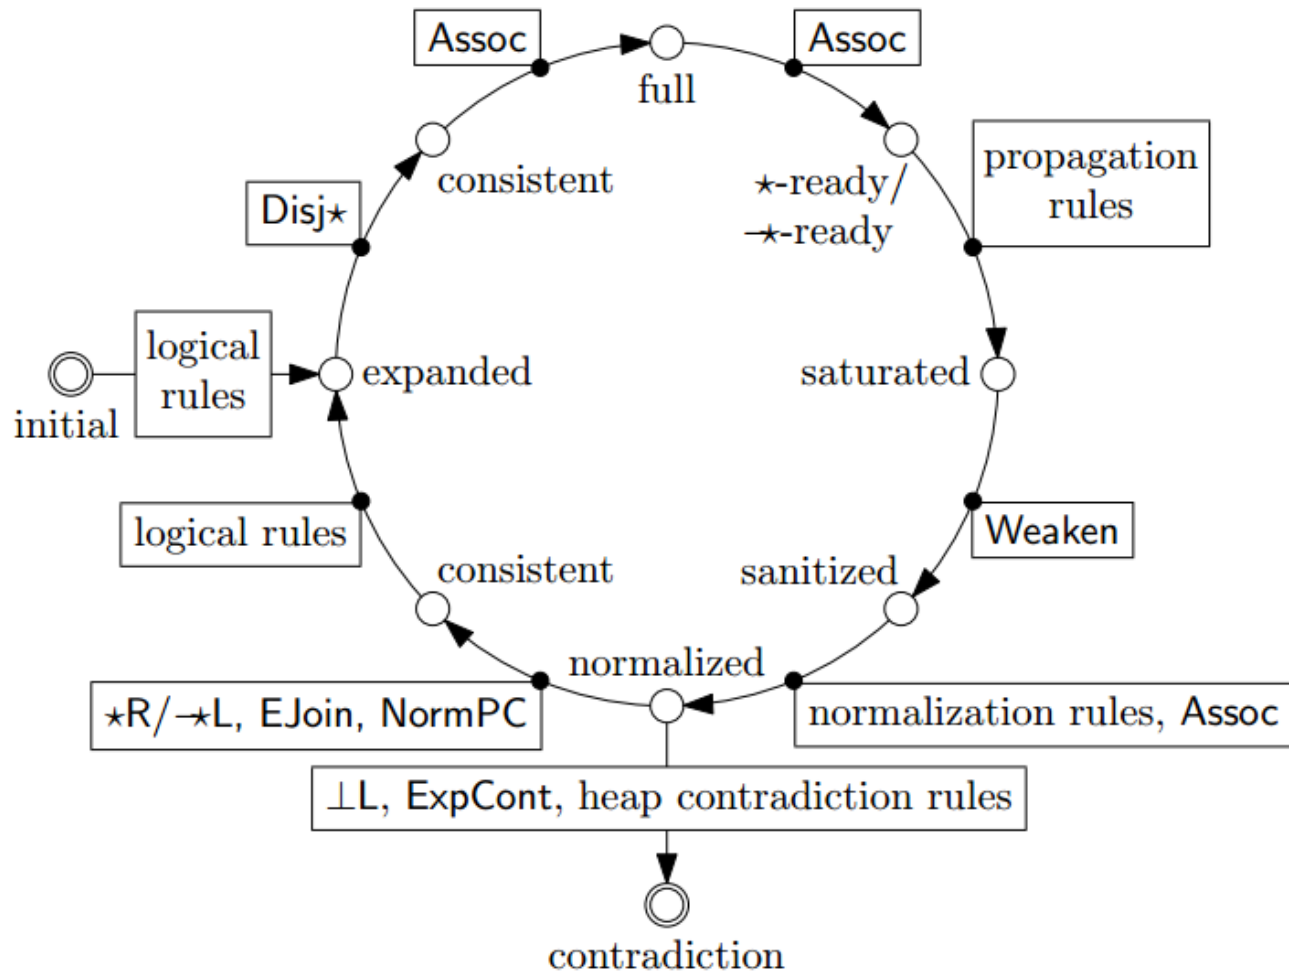 Assoc
Assoc
full
consistent
⋆-ready/
−⋆-ready
propagation
rules
Disj⋆
logical
rules
initial
expanded
saturated
logical rules
Weaken
consistent
sanitized
normalized
⋆R/−⋆L, EJoin, NormPC
normalization rules, Assoc
⊥L, ExpCont, heap contradiction rules
contradiction